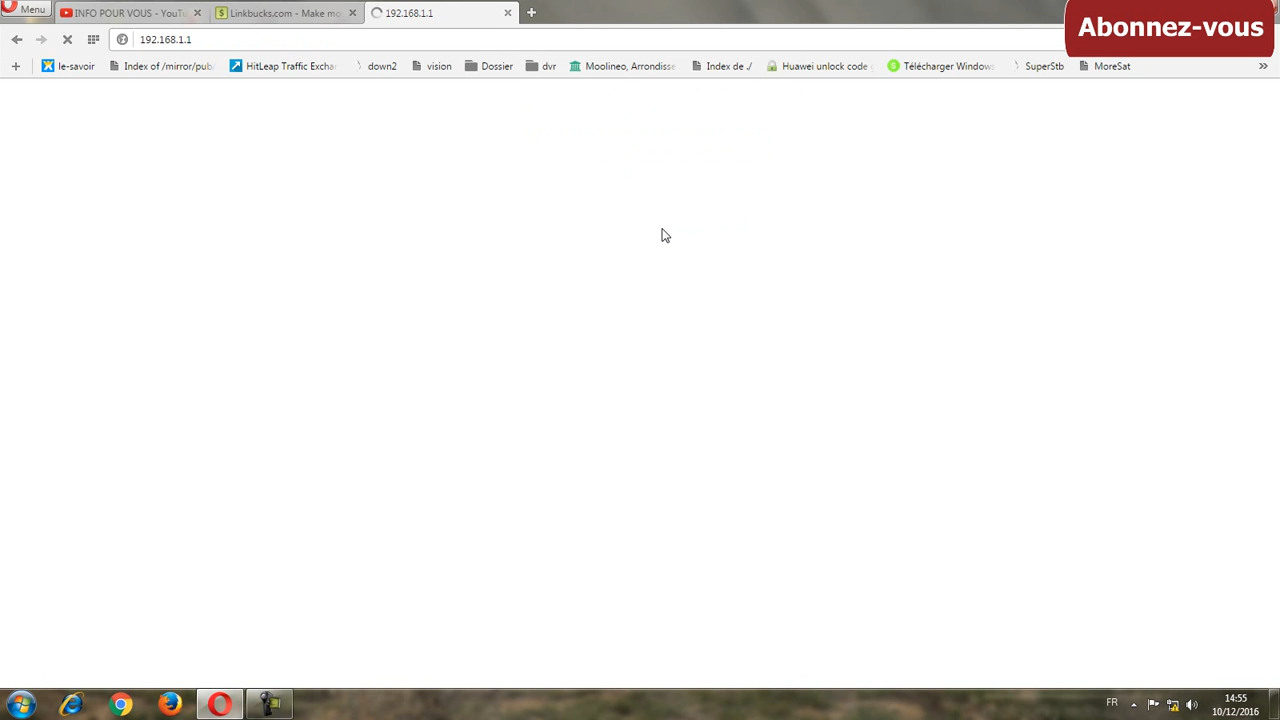 Menu
INFO POUR VOUS - YouTu
Linkbucks.com - Make mo
192.168.1.1
Abonnez-vous
192.168.1.1
le-savoir
Index of /mirror/pub/
HitLeap Traffic Exchan
down2
vision
Dossier
dvr
Moolineo, Arrondisse
Index de ./
Huawei unlock code g
Télécharger Windows
SuperStb
MoreSat
FR
14:55
10/12/2016